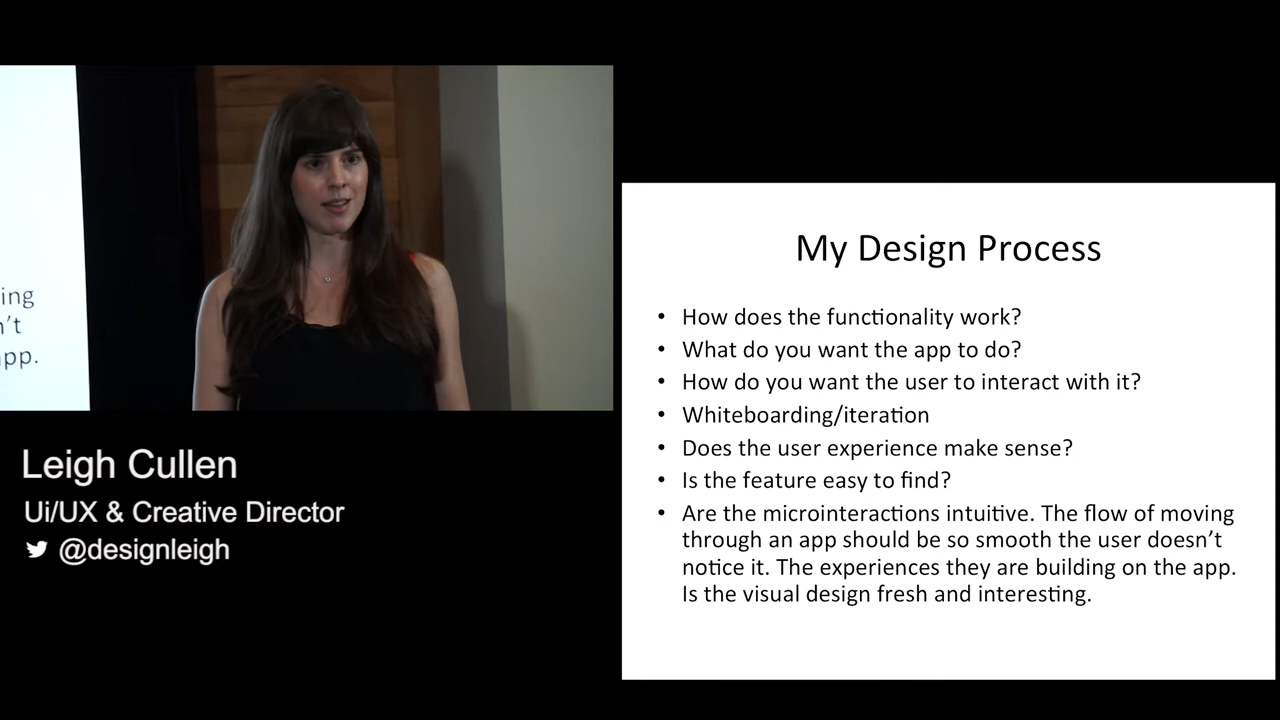 ing
n't
app.
Leigh Cullen
Ui/UX & Creative Director
@designleigh
My Design Process
• How does the functionality work?
• What do you want the app to do?
• How do you want the user to interact with it?
• Whiteboarding/iteration
• Does the user experience make sense?
• Is the feature easy to find?
• Are the microinteractions intuitive. The flow of moving
through an app should be so smooth the user doesn't
notice it. The experiences they are building on the app.
Is the visual design fresh and interesting.